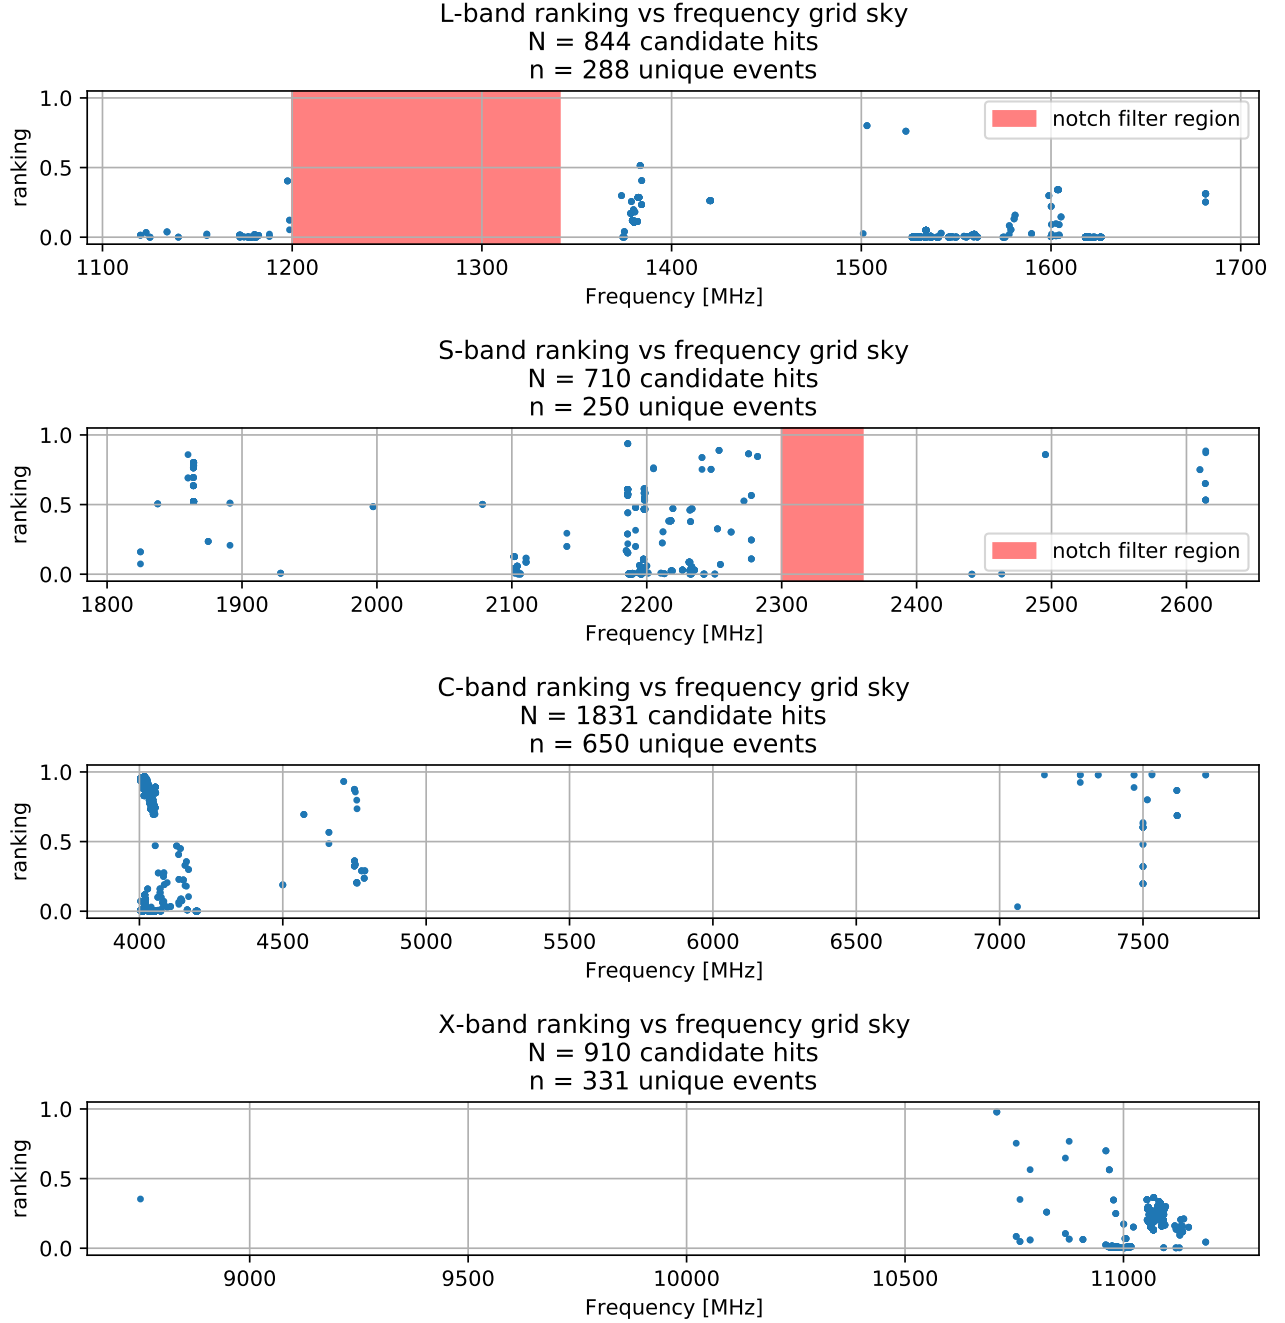 L-band ranking vs frequency grid sky
N = 844 candidate hits
n = 288 unique events
1.0
0.5
0.0
ranking
notch filter region
1100 1200 1300 1400 1500 1600 1700
Frequency [MHz]
S-band ranking vs frequency grid sky
N = 710 candidate hits
n = 250 unique events
1.0
0.5
0.0
ranking
notch filter region
1800 1900 2000 2100 2200 2300 2400 2500 2600
Frequency [MHz]
C-band ranking vs frequency grid sky
N = 1831 candidate hits
n = 650 unique events
1.0
0.5
0.0
ranking
4000 4500 5000 5500 6000 6500 7000 7500
Frequency [MHz]
X-band ranking vs frequency grid sky
N = 910 candidate hits
n = 331 unique events
1.0
0.5
0.0
ranking
9000 9500 10000 10500 11000
Frequency [MHz]